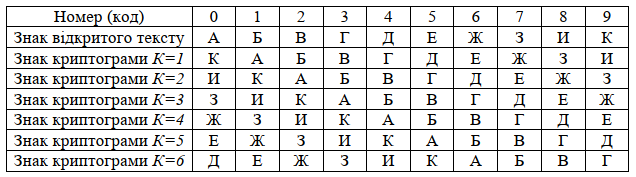 Номер (код) 0 1 2 3 4 5 6 7 8 9
Знак відкритого тексту А Б В Г Д Е Ж З И К
Знак криптограми K=1 К А Б В Г Д Е Ж З И
Знак криптограми K=2 И К А Б В Г Д Е Ж З
Знак криптограми K=3 З И К А Б В Г Д Е Ж
Знак криптограми K=4 Ж З И К А Б В Г Д Е
Знак криптограми K=5 Е Ж З И К А Б В Г Д
Знак криптограми K=6 Д Е Ж З И К А Б В Г